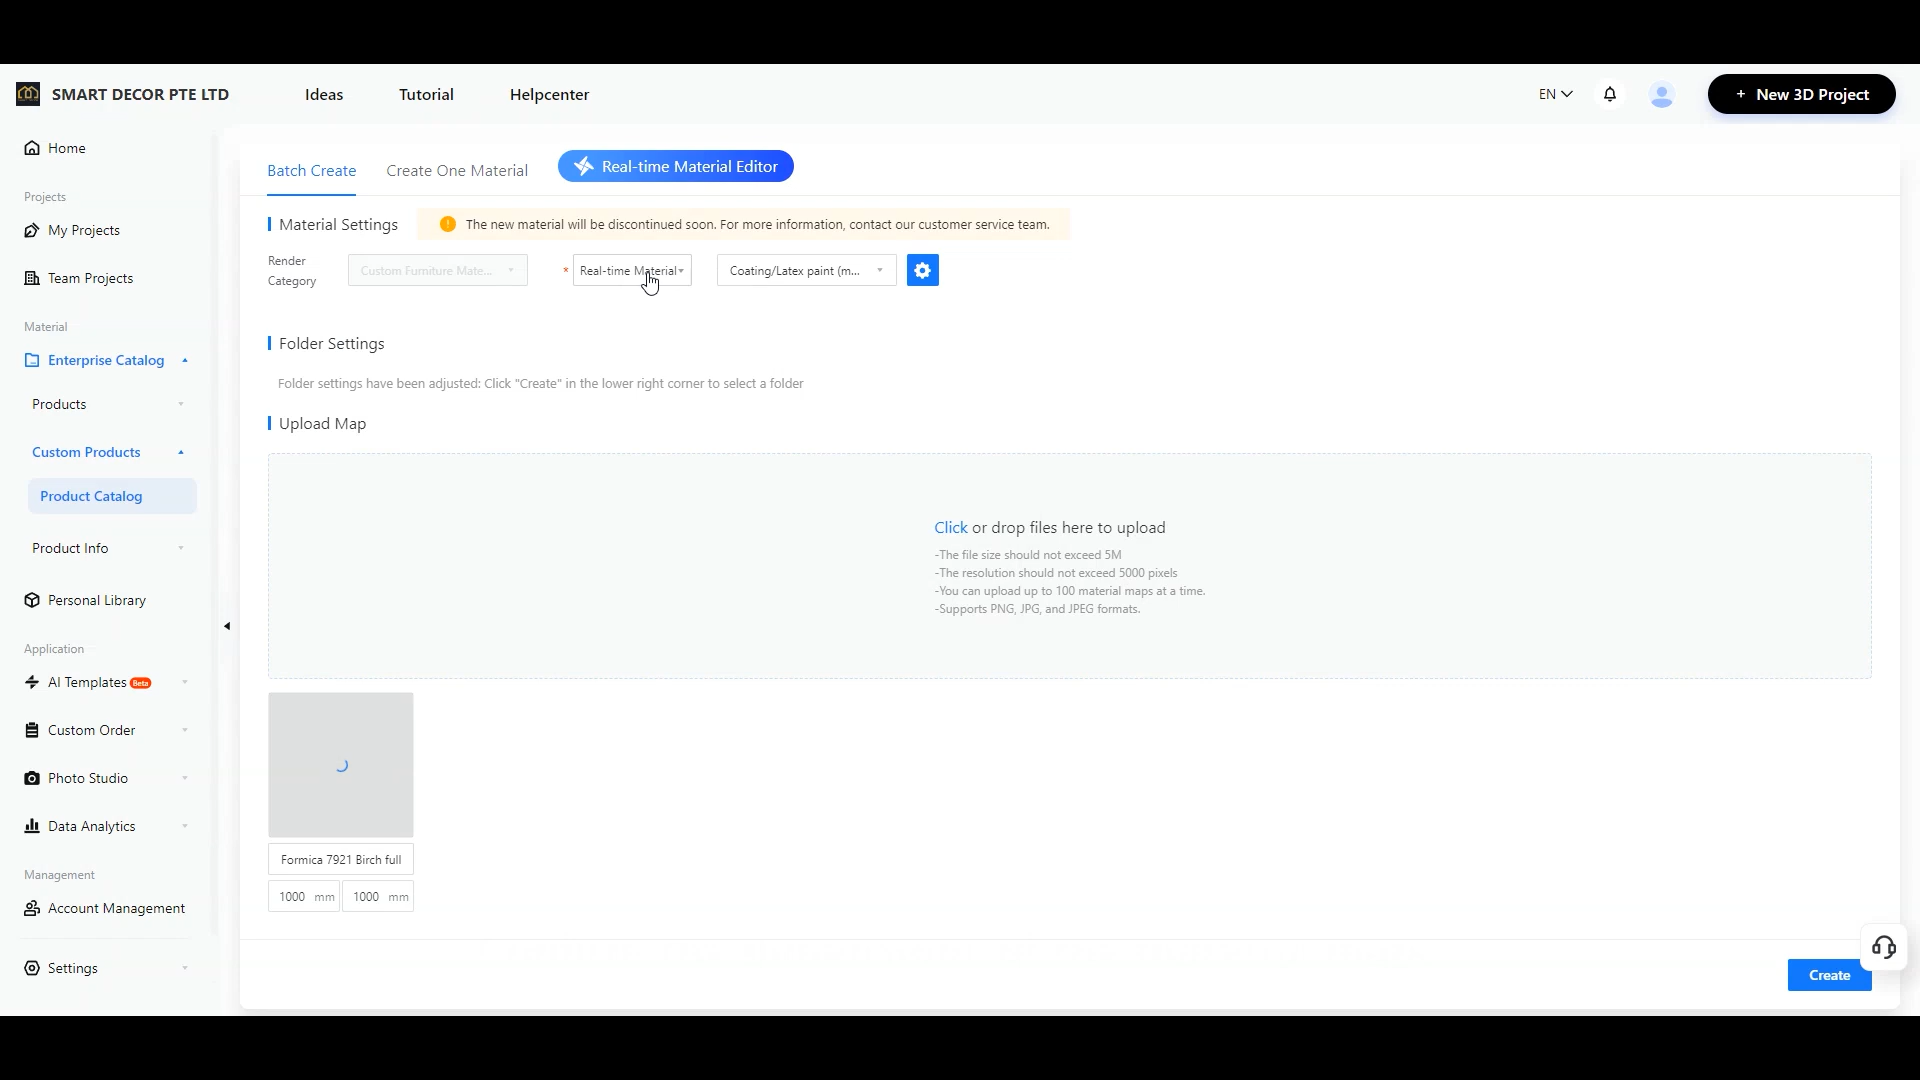 SMART DECOR PTE LTD
Ideas
Tutorial
Helpcenter
EN
+ New 3D Project
Home
Projects
My Projects
Team Projects
Material
Enterprise Catalog
Products
Custom Products
Product Catalog
Product Info
Personal Library
Application
AI Templates Beta
Custom Order
Photo Studio
Data Analytics
Management
Account Management
Settings
Batch Create
Create One Material
Real-time Material Editor
Material Settings
The new material will be discontinued soon. For more information, contact our customer service team.
Render
Category
Custom Furniture Mate...
* Real-time Material
Coating/Latex paint (m...
Folder Settings
Folder settings have been adjusted: Click "Create" in the lower right corner to select a folder
Upload Map
Click or drop files here to upload
-The file size should not exceed 5M
-The resolution should not exceed 5000 pixels
-You can upload up to 100 material maps at a time.
-Supports PNG, JPG, and JPEG formats.
Formica 7921 Birch full
1000 mm
1000 mm
Create